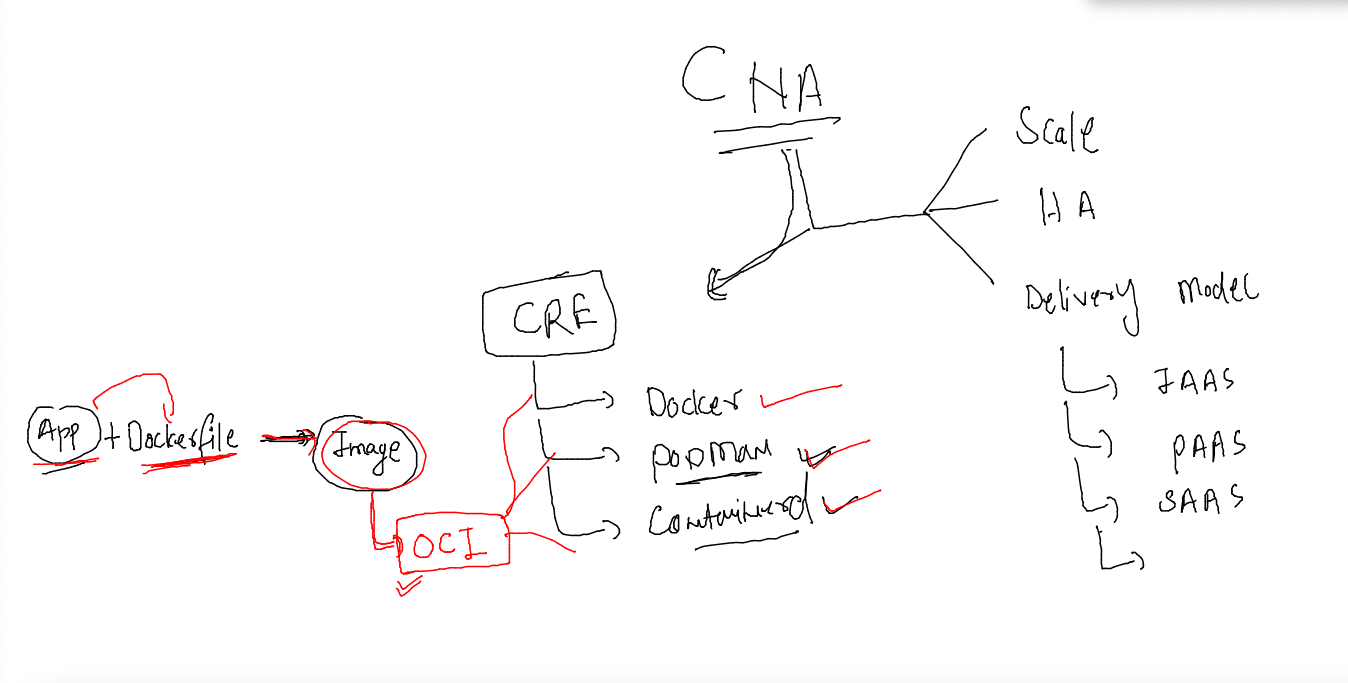 CNA
Scale
HA
Delivery Model
IAAS
PAAS
SAAS
CRE
Docker
PODMAN
Containerd
App + Dockerfile
Image
OCI